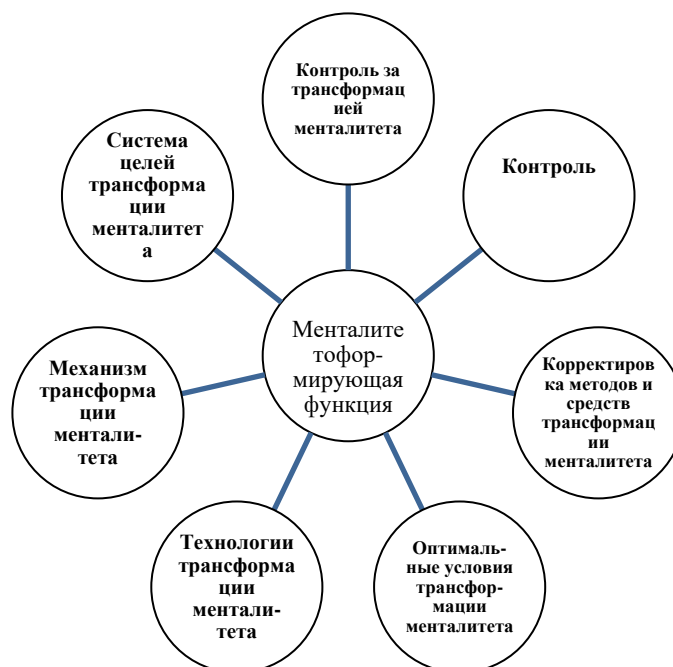 Контроль за
трансформац
ией
менталитета
Контроль
Система
целей
трансформа
ции
менталитет
а
Менталите
тофор-
мирующая
функция
Корректиров
ка методов и
средств
трансформац
ии
менталитета
Механизм
трансформа
ции
ментали-
тета
Технологии
трансформа
ции
ментали-
тета
Оптималь-
ные условия
трансфор-
мации
менталитета